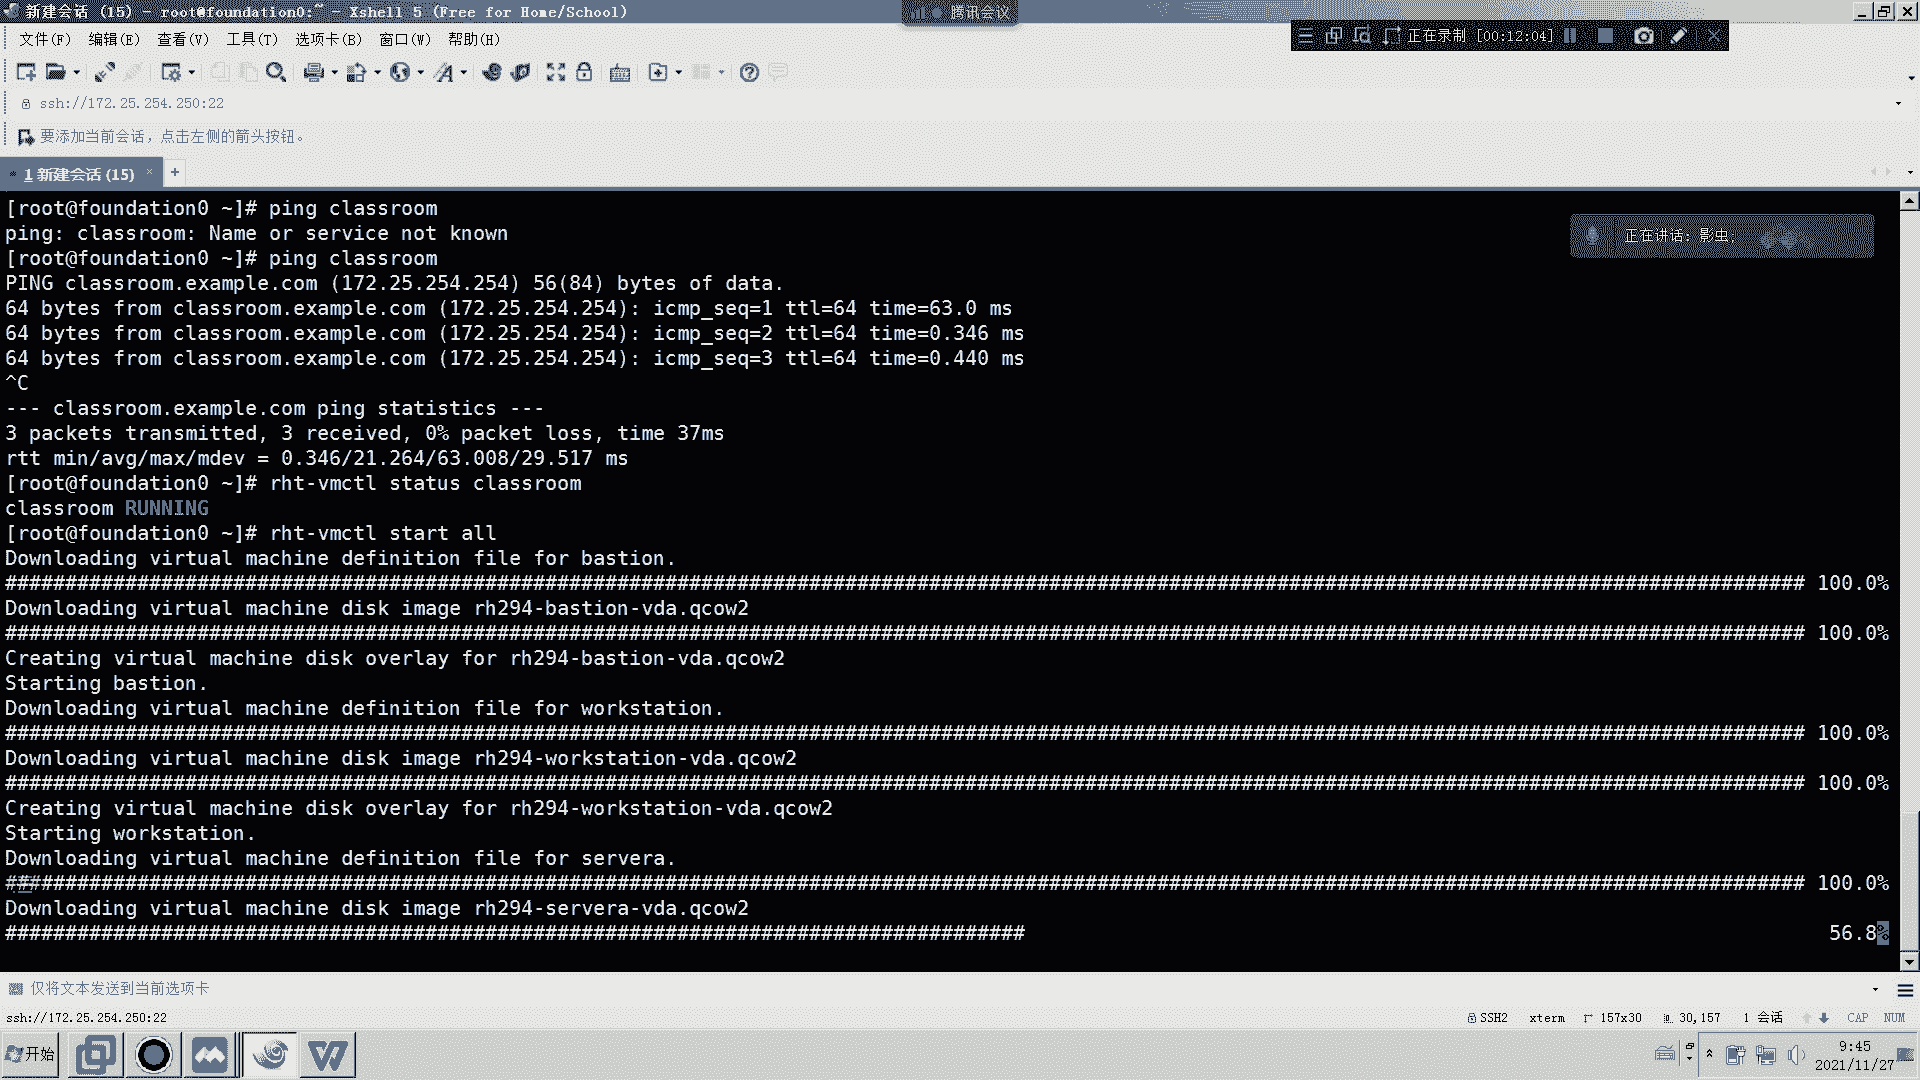 新建会话 (15) - root@foundation0:~ - Xshell 5 (Free for Home/School)
腾讯会议
文件(F) 编辑(E) 查看(V) 工具(T) 选项卡(B) 窗口(W) 帮助(H)
正在录制 [00:12:04]
ssh://172.25.254.250:22
要添加当前会话，点击左侧的箭头按钮。
1 新建会话 (15)
正在讲话: 影虫;
[root@foundation0 ~]# ping classroom
ping: classroom: Name or service not known
[root@foundation0 ~]# ping classroom
PING classroom.example.com (172.25.254.254) 56(84) bytes of data.
64 bytes from classroom.example.com (172.25.254.254): icmp_seq=1 ttl=64 time=63.0 ms
64 bytes from classroom.example.com (172.25.254.254): icmp_seq=2 ttl=64 time=0.346 ms
64 bytes from classroom.example.com (172.25.254.254): icmp_seq=3 ttl=64 time=0.440 ms
^C
--- classroom.example.com ping statistics ---
3 packets transmitted, 3 received, 0% packet loss, time 37ms
rtt min/avg/max/mdev = 0.346/21.264/63.008/29.517 ms
[root@foundation0 ~]# rht-vmctl status classroom
classroom RUNNING
[root@foundation0 ~]# rht-vmctl start all
Downloading virtual machine definition file for bastion.
###################################################################################################################################################### 100.0%
Downloading virtual machine disk image rh294-bastion-vda.qcow2
###################################################################################################################################################### 100.0%
Creating virtual machine disk overlay for rh294-bastion-vda.qcow2
Starting bastion.
Downloading virtual machine definition file for workstation.
###################################################################################################################################################### 100.0%
Downloading virtual machine disk image rh294-workstation-vda.qcow2
###################################################################################################################################################### 100.0%
Creating virtual machine disk overlay for rh294-workstation-vda.qcow2
Starting workstation.
Downloading virtual machine definition file for servera.
###################################################################################################################################################### 100.0%
Downloading virtual machine disk image rh294-servera-vda.qcow2
##################################################################################### 56.8%
仅将文本发送到当前选项卡
ssh://172.25.254.250:22 SSH2 xterm 157x30 30,157 1 会话 CAP NUM
开始
9:45
2021/11/27